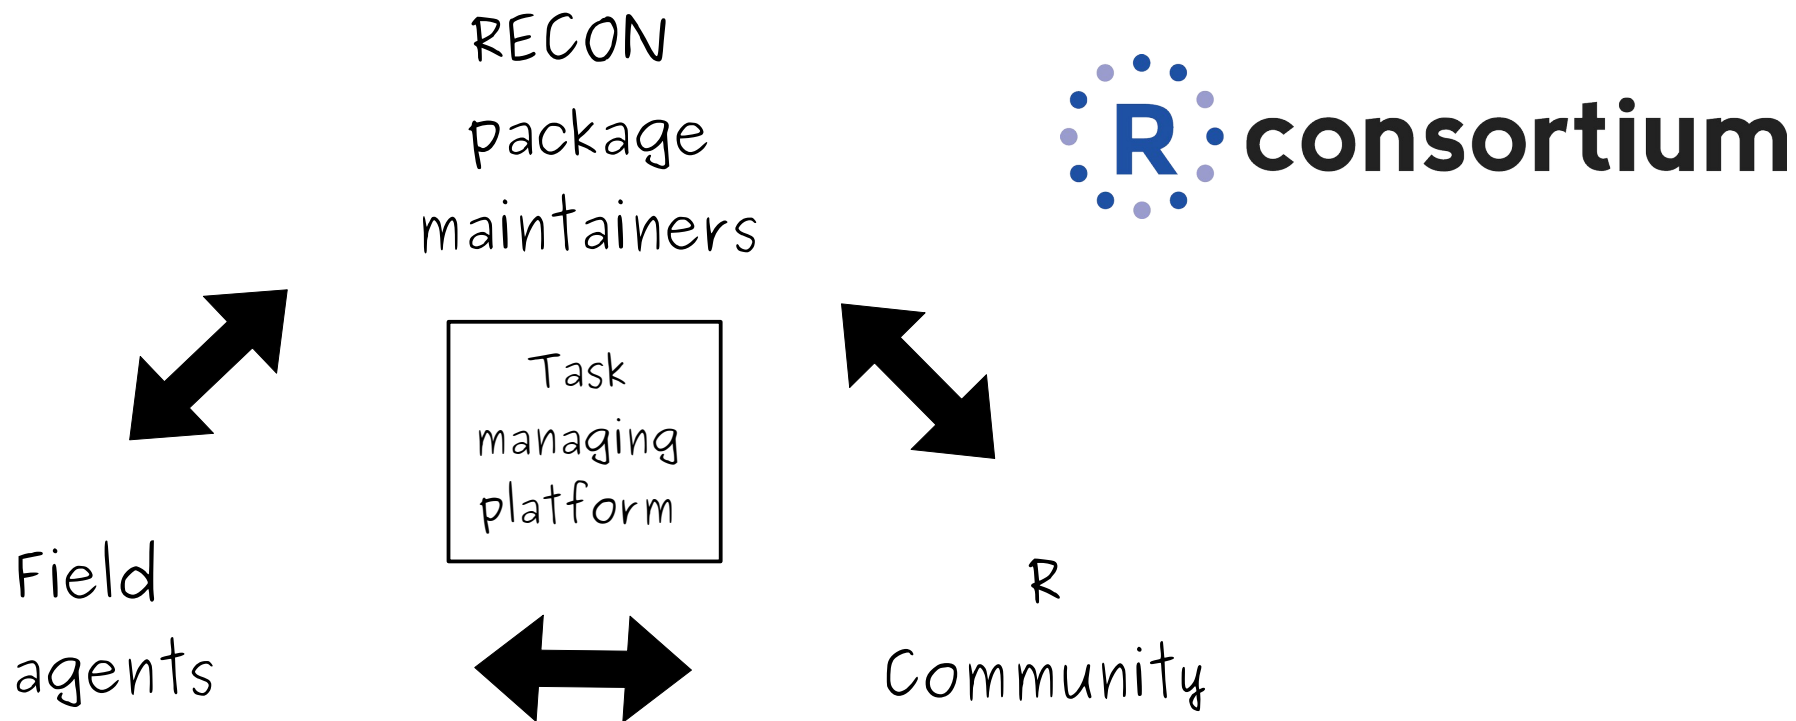 RECON
package
maintainers
R consortium
Task
managing
platform
Field
agents
R
Community